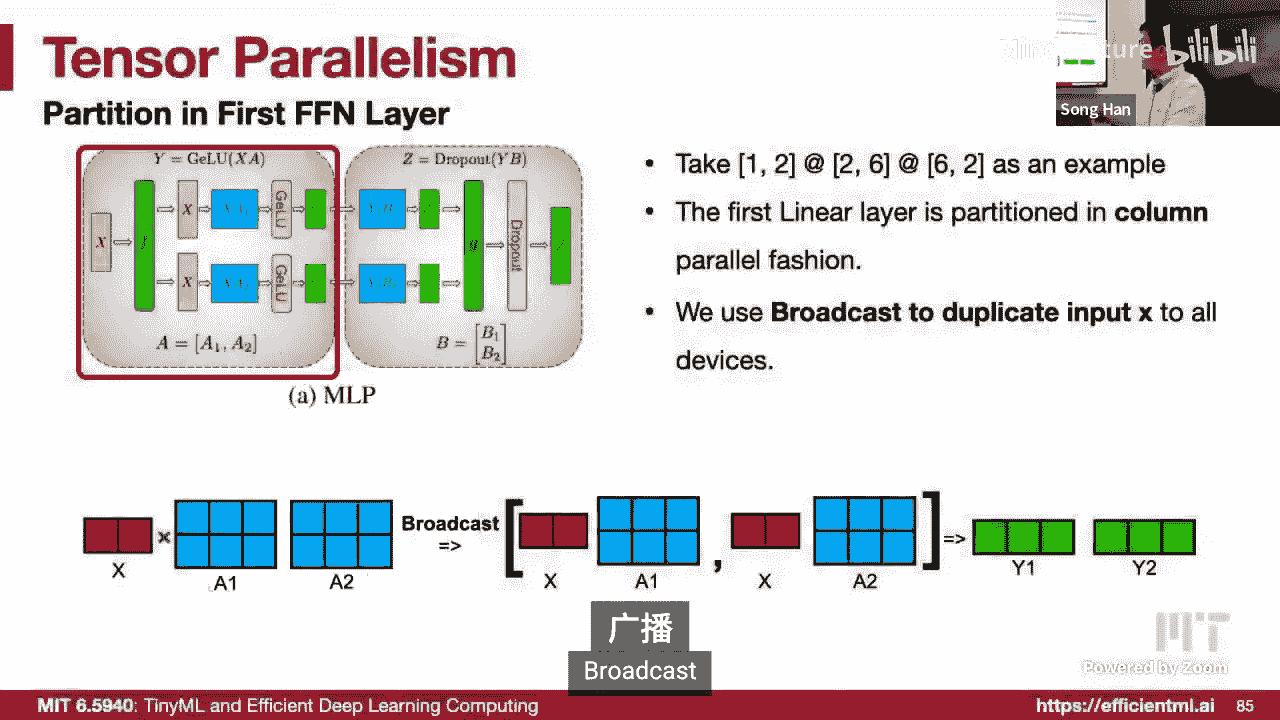 Tensor Parallelism
Partition in First FFN Layer
bilibili
Song Han
Y = GeLU(XA)
Z = Dropout(YB)
X
f
X
GeLU
X
GeLU
g
Dropout
A = [A1, A2]
B = [B1
B2]
(a) MLP
• Take [1, 2] @ [2, 6] @ [6, 2] as an example
• The first Linear layer is partitioned in column
parallel fashion.
• We use Broadcast to duplicate input x to all
devices.
X × A1 A2 Broadcast => [ X A1 , X A2 ] => Y1 Y2
广播
Broadcast
MIT
Powered by Zoom
MIT 6.5940: TinyML and Efficient Deep Learning Computing
https://efficientml.ai 85